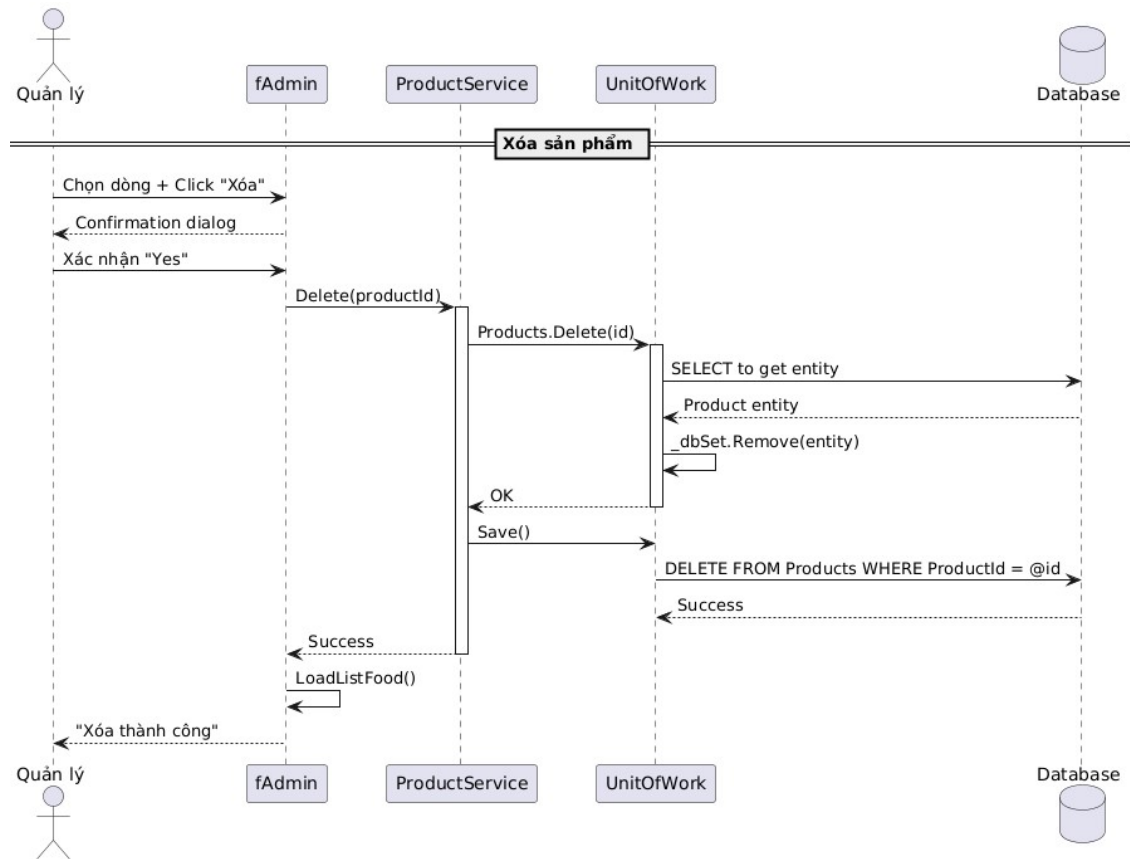 Quản lý
fAdmin
ProductService
UnitOfWork
Database
Xóa sản phẩm
Chọn dòng + Click "Xóa"
Confirmation dialog
Xác nhận "Yes"
Delete(productId)
Products.Delete(id)
SELECT to get entity
Product entity
_dbSet.Remove(entity)
OK
Save()
DELETE FROM Products WHERE ProductId = @id
Success
Success
LoadListFood()
"Xóa thành công"
Quản lý
fAdmin
ProductService
UnitOfWork
Database